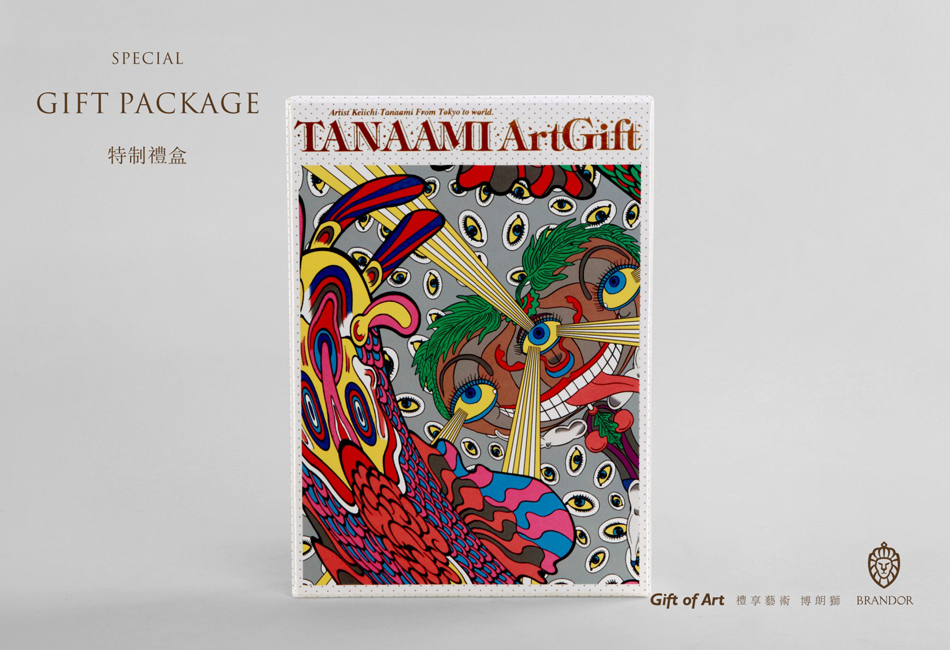 SPECIAL
GIFT PACKAGE
特制禮盒
Artist Keiichi Tanaami From Tokyo to world.
TANAAMI ArtGift
Gift of Art 禮享藝術 博朗獅 BRANDOR